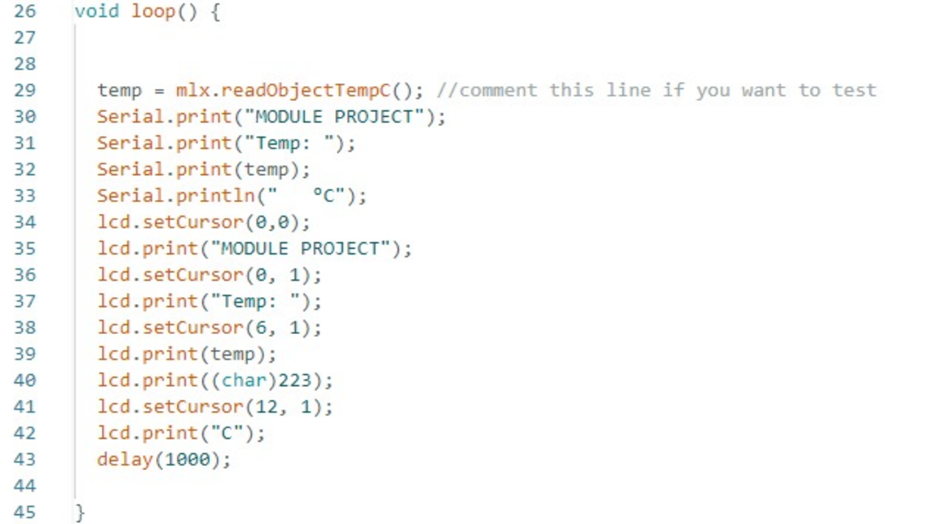 26 void loop() {
27
28
29 temp = mlx.readObjectTempC(); //comment this line if you want to test
30 Serial.print("MODULE PROJECT");
31 Serial.print("Temp: ");
32 Serial.print(temp);
33 Serial.println("   °C");
34 lcd.setCursor(0,0);
35 lcd.print("MODULE PROJECT");
36 lcd.setCursor(0, 1);
37 lcd.print("Temp: ");
38 lcd.setCursor(6, 1);
39 lcd.print(temp);
40 lcd.print((char)223);
41 lcd.setCursor(12, 1);
42 lcd.print("C");
43 delay(1000);
44
45 }